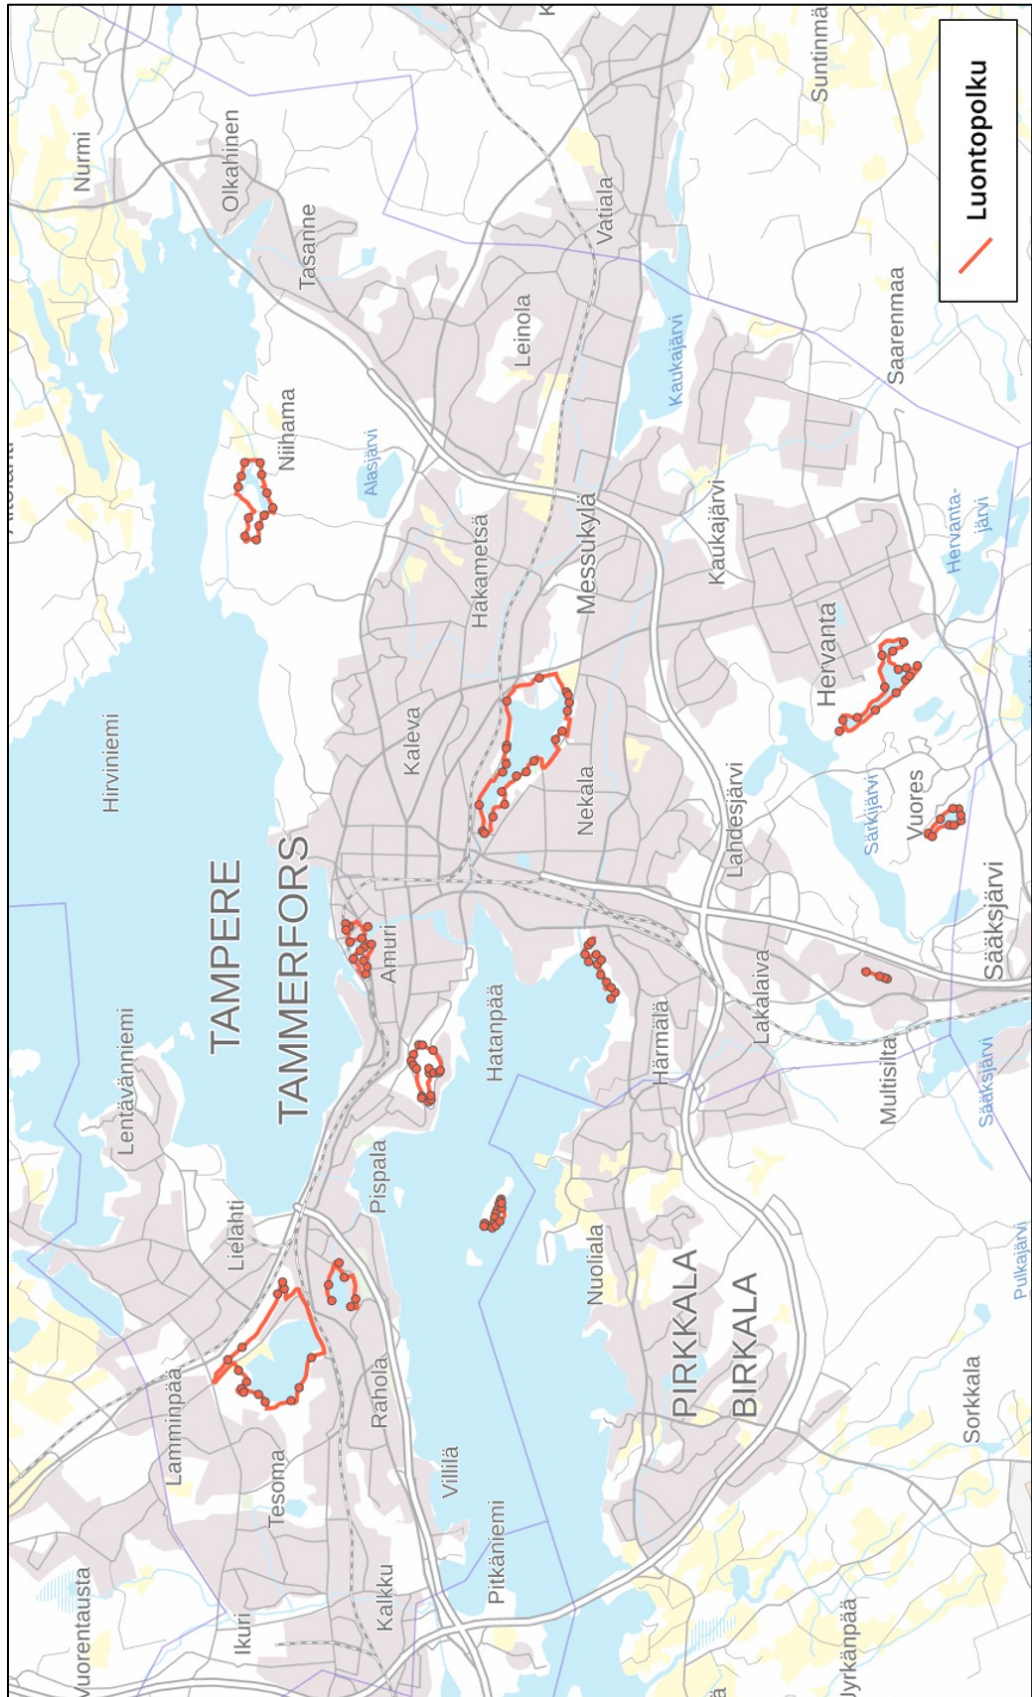 Vuorentausta
Nurmi
Hirviniemi
Lentävänniemi
Lamminpää
TAMPERE
Olkahinen
Ikuri
Lielahti
Tesoma
TAMMERFORS
Niihama
Tasanne
Alasjärvi
Rahola
Pispala
Kalkku
Amuri
Kaleva
Villilä
Hakametsä
Pitkäniemi
Hatanpää
Leinola
Nuoliala
Nekala
Messukylä
Vatiala
Härmälä
Kaukajärvi
PIRKKALA
Kaukajärvi
BIRKALA
Lahdesjärvi
Lakalaiva
Hervanta
Suntinmä
Jyrkänpää
Särkijärvi
Multisilta
Saarenmaa
Vuores
Hervanta-
järvi
Sorkkala
Sääksjärvi
Sääksjärvi
Pulkajärvi
Luontopolku